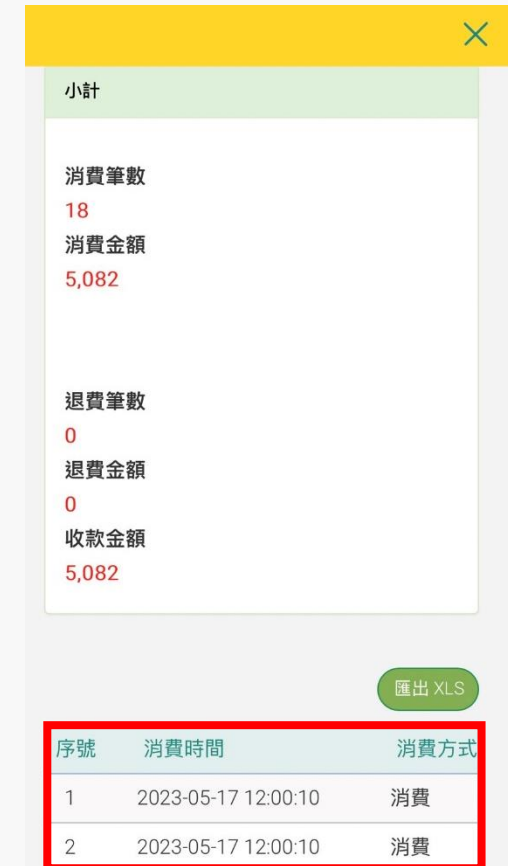 小計
消費筆數
18
消費金額
5,082
退費筆數
0
退費金額
0
收款金額
5,082
匯出 XLS
序號 消費時間 消費方式
1 2023-05-17 12:00:10 消費
2 2023-05-17 12:00:10 消費